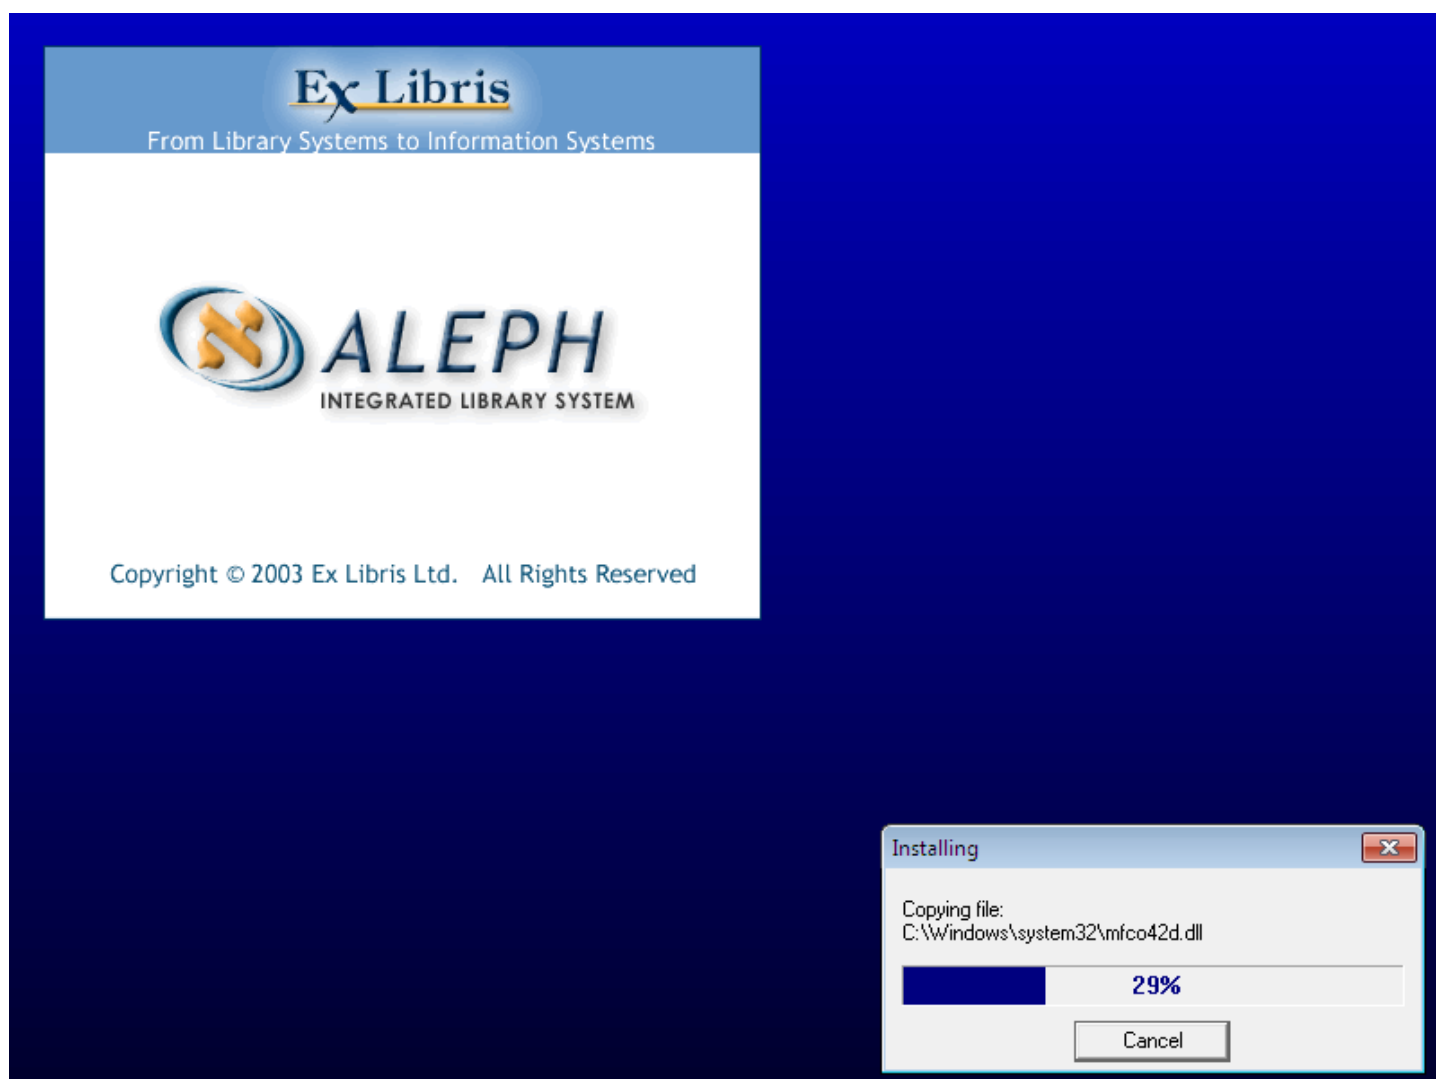 Ex Libris
From Library Systems to Information Systems
א ALEPH
INTEGRATED LIBRARY SYSTEM
Copyright © 2003 Ex Libris Ltd. All Rights Reserved
Installing
Copying file:
C:\Windows\system32\mfco42d.dll
29%
Cancel